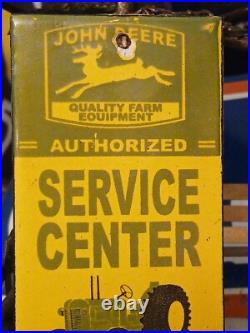 JOHN DEERE
QUALITY FARM
EQUIPMENT
AUTHORIZED
SERVICE
CENTER